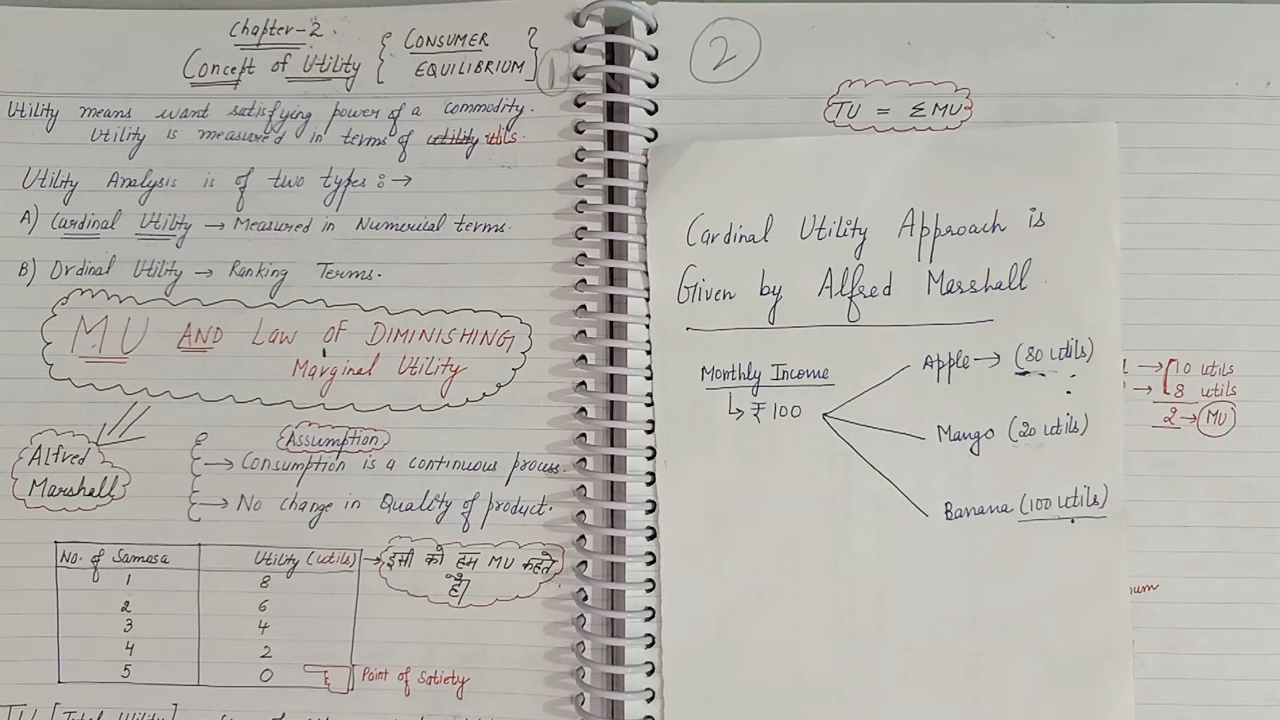 Chapter-2.
Concept of Utility { CONSUMER EQUILIBRIUM }
1
Utility means want satisfying power of a commodity.
Utility is measured in terms of utility utils.
Utility Analysis is of two types :→
A) Cardinal Utility → Measured in Numerical terms.
B) Ordinal Utility → Ranking Terms.
MU AND LAW OF DIMINISHING
Marginal Utility
Alfred
Marshall
Assumption
→ Consumption is a continuous process.
→ No change in Quality of product.
No. of Samosa Utility (utils) → इसी को हम MU कहते
है।
1 8
2 6
3 4
4 2
5 0 Point of Satiety
TU [Total Utility]
2
TU = ΣMU
Cardinal Utility Approach is
Given by Alfred Marshall
Monthly Income
↳ ₹100
Apple → (80 utils)
Mango (20 utils)
Banana (100 utils)
→ 10 utils
→ 8 utils
2 → MU